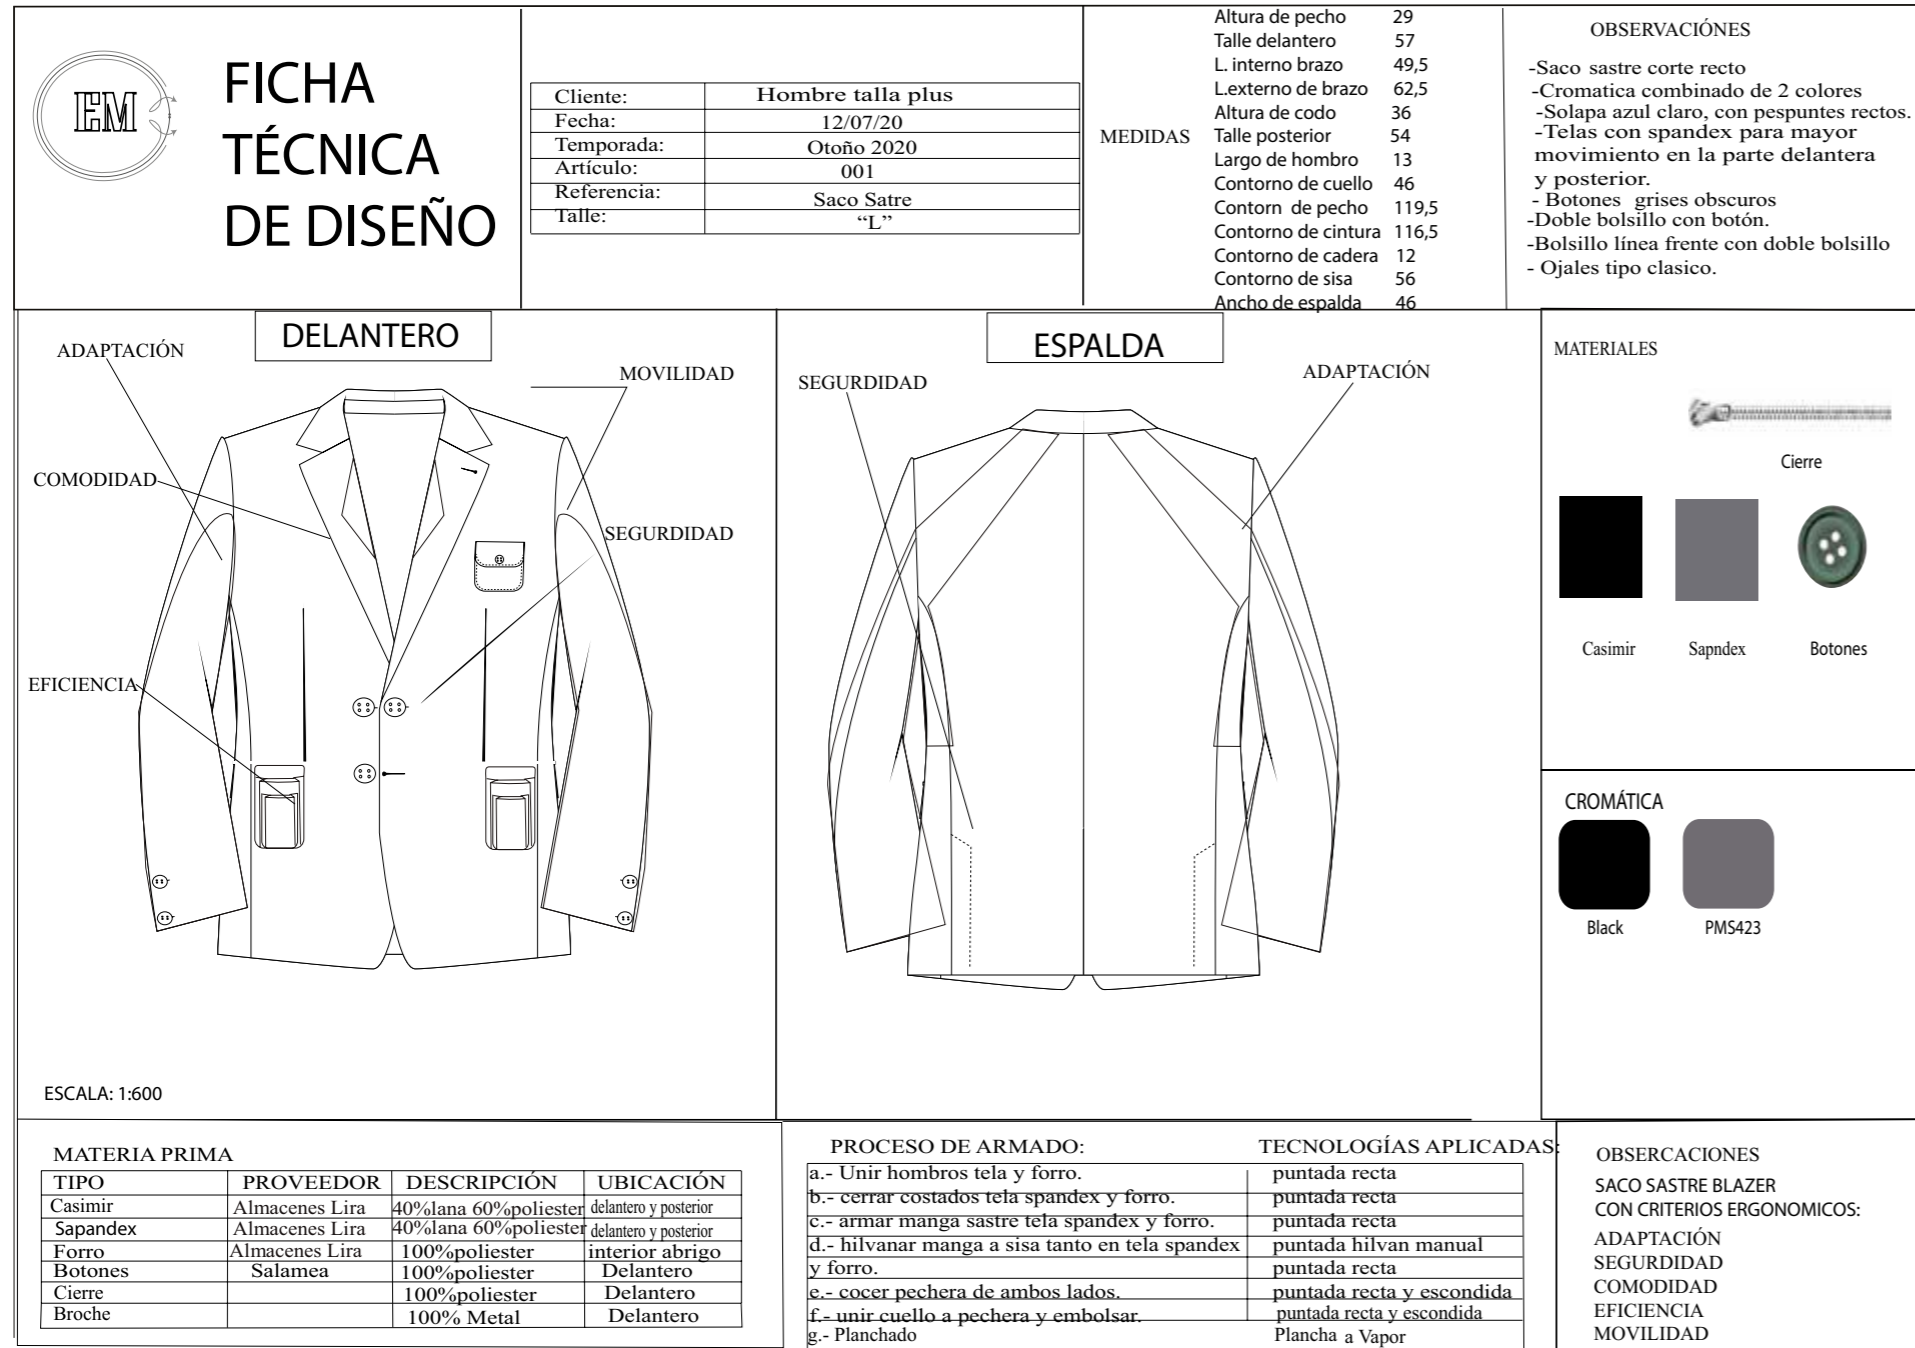 EM
FICHA
TÉCNICA
DE DISEÑO
Cliente: Hombre talla plus
Fecha: 12/07/20
Temporada: Otoño 2020
Artículo: 001
Referencia: Saco Satre
Talle: “L”
MEDIDAS
Altura de pecho 29
Talle delantero 57
L. interno brazo 49,5
L.externo de brazo 62,5
Altura de codo 36
Talle posterior 54
Largo de hombro 13
Contorno de cuello 46
Contorn de pecho 119,5
Contorno de cintura 116,5
Contorno de cadera 12
Contorno de sisa 56
Ancho de espalda 46
OBSERVACIÓNES
-Saco sastre corte recto
-Cromatica combinado de 2 colores
-Solapa azul claro, con pespuntes rectos.
-Telas con spandex para mayor
movimiento en la parte delantera
y posterior.
- Botones grises obscuros
-Doble bolsillo con botón.
-Bolsillo línea frente con doble bolsillo
- Ojales tipo clasico.
DELANTERO
ADAPTACIÓN
MOVILIDAD
COMODIDAD
SEGURDIDAD
EFICIENCIA
ESCALA: 1:600
ESPALDA
SEGURDIDAD
ADAPTACIÓN
MATERIALES
Cierre
Casimir Sapndex Botones
CROMÁTICA
Black PMS423
MATERIA PRIMA
TIPO PROVEEDOR DESCRIPCIÓN UBICACIÓN
Casimir Almacenes Lira 40%lana 60%poliester delantero y posterior
Sapandex Almacenes Lira 40%lana 60%poliester delantero y posterior
Forro Almacenes Lira 100%poliester interior abrigo
Botones Salamea 100%poliester Delantero
Cierre 100%poliester Delantero
Broche 100% Metal Delantero
PROCESO DE ARMADO: TECNOLOGÍAS APLICADAS:
a.- Unir hombros tela y forro. puntada recta
b.- cerrar costados tela spandex y forro. puntada recta
c.- armar manga sastre tela spandex y forro. puntada recta
d.- hilvanar manga a sisa tanto en tela spandex puntada hilvan manual
y forro. puntada recta
e.- cocer pechera de ambos lados. puntada recta y escondida
f.- unir cuello a pechera y embolsar. puntada recta y escondida
g.- Planchado Plancha a Vapor
OBSERCACIONES
SACO SASTRE BLAZER
CON CRITERIOS ERGONOMICOS:
ADAPTACIÓN
SEGURDIDAD
COMODIDAD
EFICIENCIA
MOVILIDAD